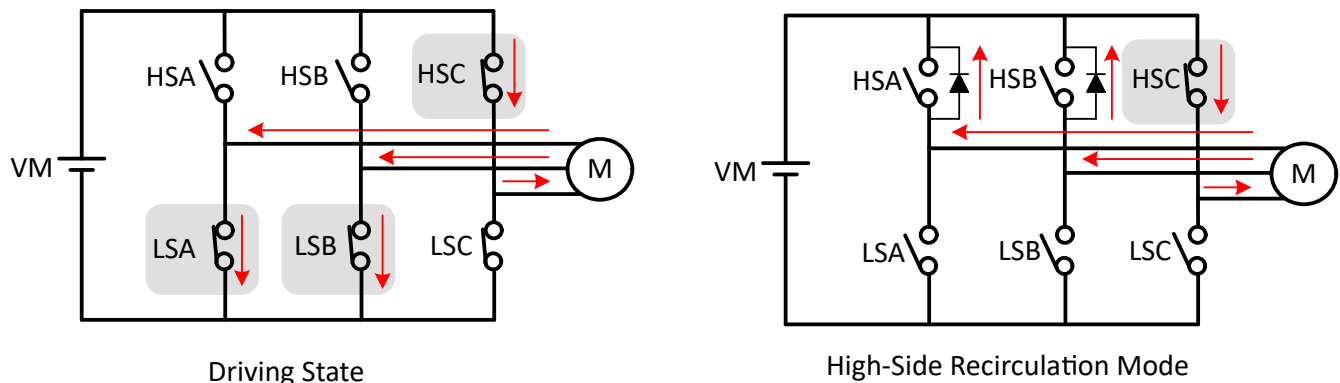 HSA
HSB
HSC
VM
M
LSA
LSB
LSC
Driving State
HSA
HSB
HSC
VM
M
LSA
LSB
LSC
High-Side Recirculation Mode